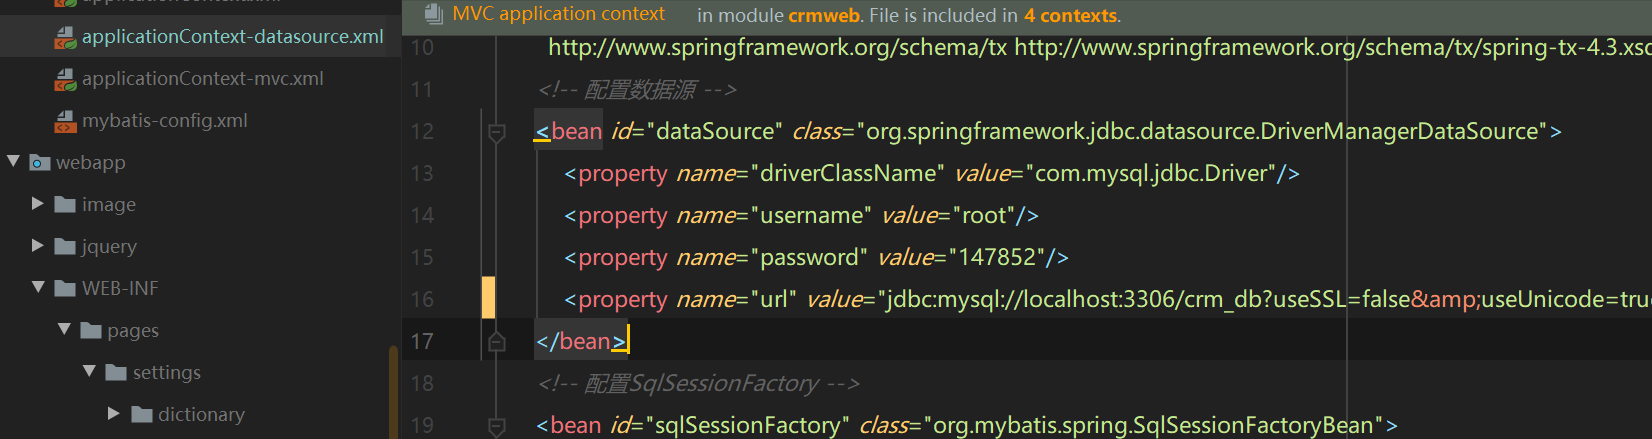 applicationContext-datasource.xml
applicationContext-mvc.xml
mybatis-config.xml
webapp
image
jquery
WEB-INF
pages
settings
dictionary
MVC application context in module crmweb. File is included in 4 contexts.
10 http://www.springframework.org/schema/tx http://www.springframework.org/schema/tx/spring-tx-4.3.xsd
11 <!-- 配置数据源 -->
12 <bean id="dataSource" class="org.springframework.jdbc.datasource.DriverManagerDataSource">
13 <property name="driverClassName" value="com.mysql.jdbc.Driver"/>
14 <property name="username" value="root"/>
15 <property name="password" value="147852"/>
16 <property name="url" value="jdbc:mysql://localhost:3306/crm_db?useSSL=false&amp;useUnicode=tru
17 </bean>
18 <!-- 配置SqlSessionFactory -->
19 <bean id="sqlSessionFactory" class="org.mybatis.spring.SqlSessionFactoryBean">